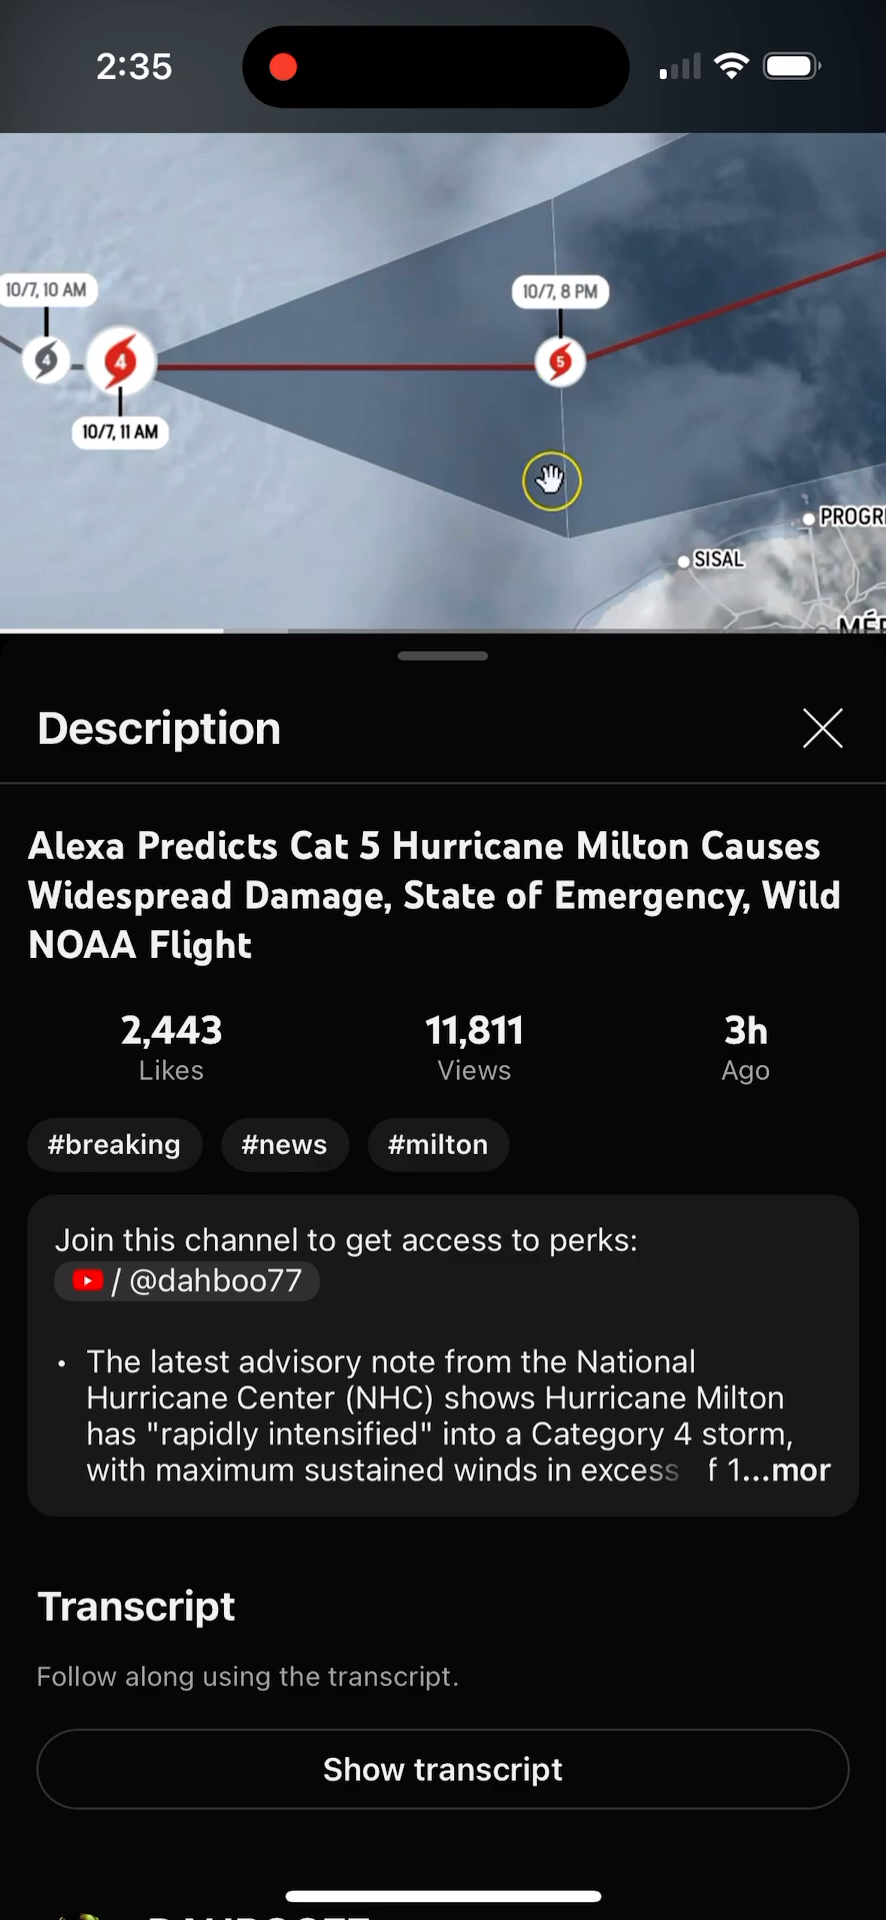 2:35
10/7, 10 AM
10/7, 8 PM
4
4
5
10/7, 11 AM
PROGR
SISAL
MÉR
Description
Alexa Predicts Cat 5 Hurricane Milton Causes
Widespread Damage, State of Emergency, Wild
NOAA Flight
2,443 11,811 3h
Likes Views Ago
#breaking #news #milton
Join this channel to get access to perks:
/ @dahboo77
• The latest advisory note from the National
Hurricane Center (NHC) shows Hurricane Milton
has "rapidly intensified" into a Category 4 storm,
with maximum sustained winds in excess f 1...mor
Transcript
Follow along using the transcript.
Show transcript